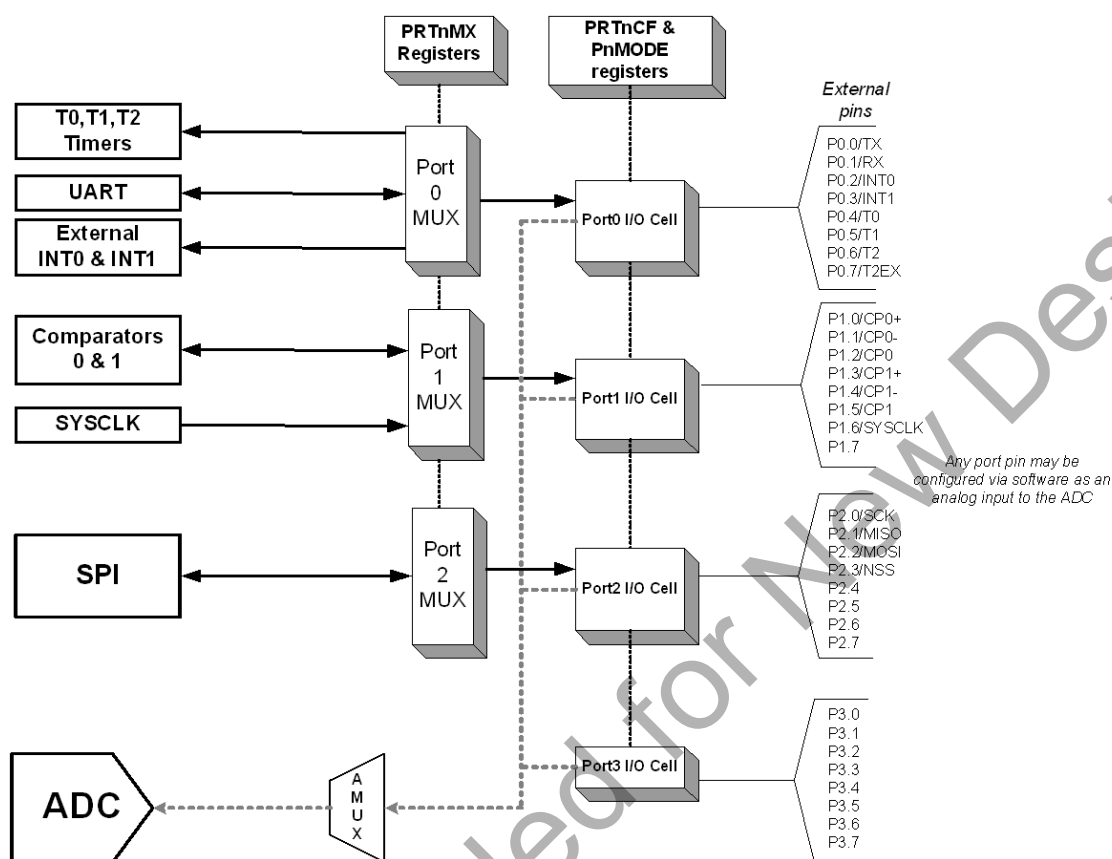 PRTnMX
Registers
PRTnCF &
PnMODE
registers
External
pins
T0,T1,T2
Timers
UART
External
INT0 & INT1
Port
0
MUX
Port0 I/O Cell
P0.0/TX
P0.1/RX
P0.2/INT0
P0.3/INT1
P0.4/T0
P0.5/T1
P0.6/T2
P0.7/T2EX
Comparators
0 & 1
SYSCLK
Port
1
MUX
Port1 I/O Cell
P1.0/CP0+
P1.1/CP0-
P1.2/CP0
P1.3/CP1+
P1.4/CP1-
P1.5/CP1
P1.6/SYSCLK
P1.7
Any port pin may be
configured via software as an
analog input to the ADC
SPI
Port
2
MUX
Port2 I/O Cell
P2.0/SCK
P2.1/MISO
P2.2/MOSI
P2.3/NSS
P2.4
P2.5
P2.6
P2.7
ADC
AMUX
Port3 I/O Cell
P3.0
P3.1
P3.2
P3.3
P3.4
P3.5
P3.6
P3.7
for New